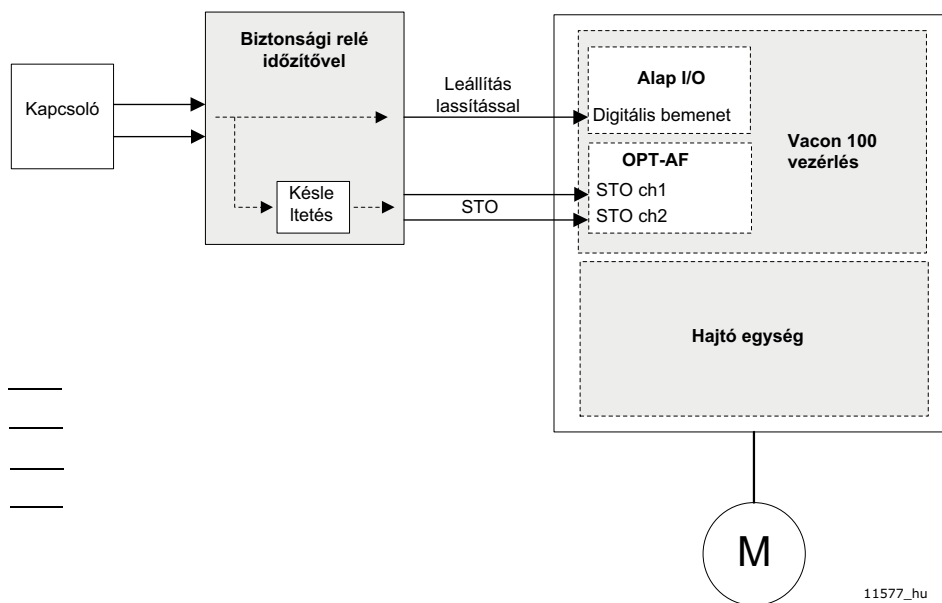 Kapcsoló
Biztonsági relé
időzítővel
Késle
ltetés
Leállítás
lassítással
STO
Alap I/O
Digitális bemenet
OPT-AF
STO ch1
STO ch2
Vacon 100
vezérlés
Hajtó egység
M
11577_hu